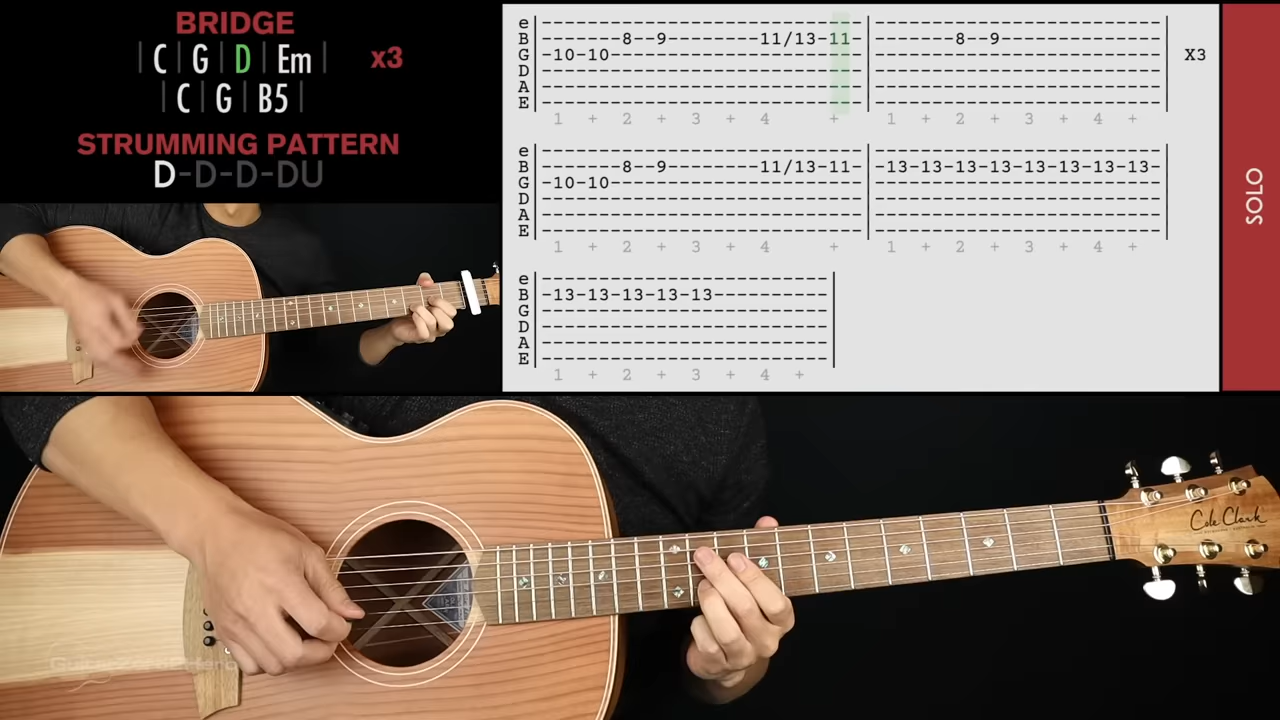 BRIDGE
| C | G | D | Em | x3
| C | G | B5 |
STRUMMING PATTERN
D-D-D-DU
e|--------------------------------------|----------------------------------|
B|----------8--9-----------11/13-11-|---------8--9-------------------| X3
G|-10-10-------------------------------|----------------------------------|
D|--------------------------------------|----------------------------------|
A|--------------------------------------|----------------------------------|
E|--------------------------------------|----------------------------------|
1 + 2 + 3 + 4 + 1 + 2 + 3 + 4 +
e|--------------------------------------|----------------------------------|
B|----------8--9-----------11/13-11-|-13-13-13-13-13-13-13-13-|
G|-10-10-------------------------------|----------------------------------|
D|--------------------------------------|----------------------------------|
A|--------------------------------------|----------------------------------|
E|--------------------------------------|----------------------------------|
1 + 2 + 3 + 4 + 1 + 2 + 3 + 4 +
e|----------------------------------|
B|-13-13-13-13-13----------|
G|----------------------------------|
D|----------------------------------|
A|----------------------------------|
E|----------------------------------|
1 + 2 + 3 + 4 +
SOLO
Cole Clark
GuitarZero2Hero